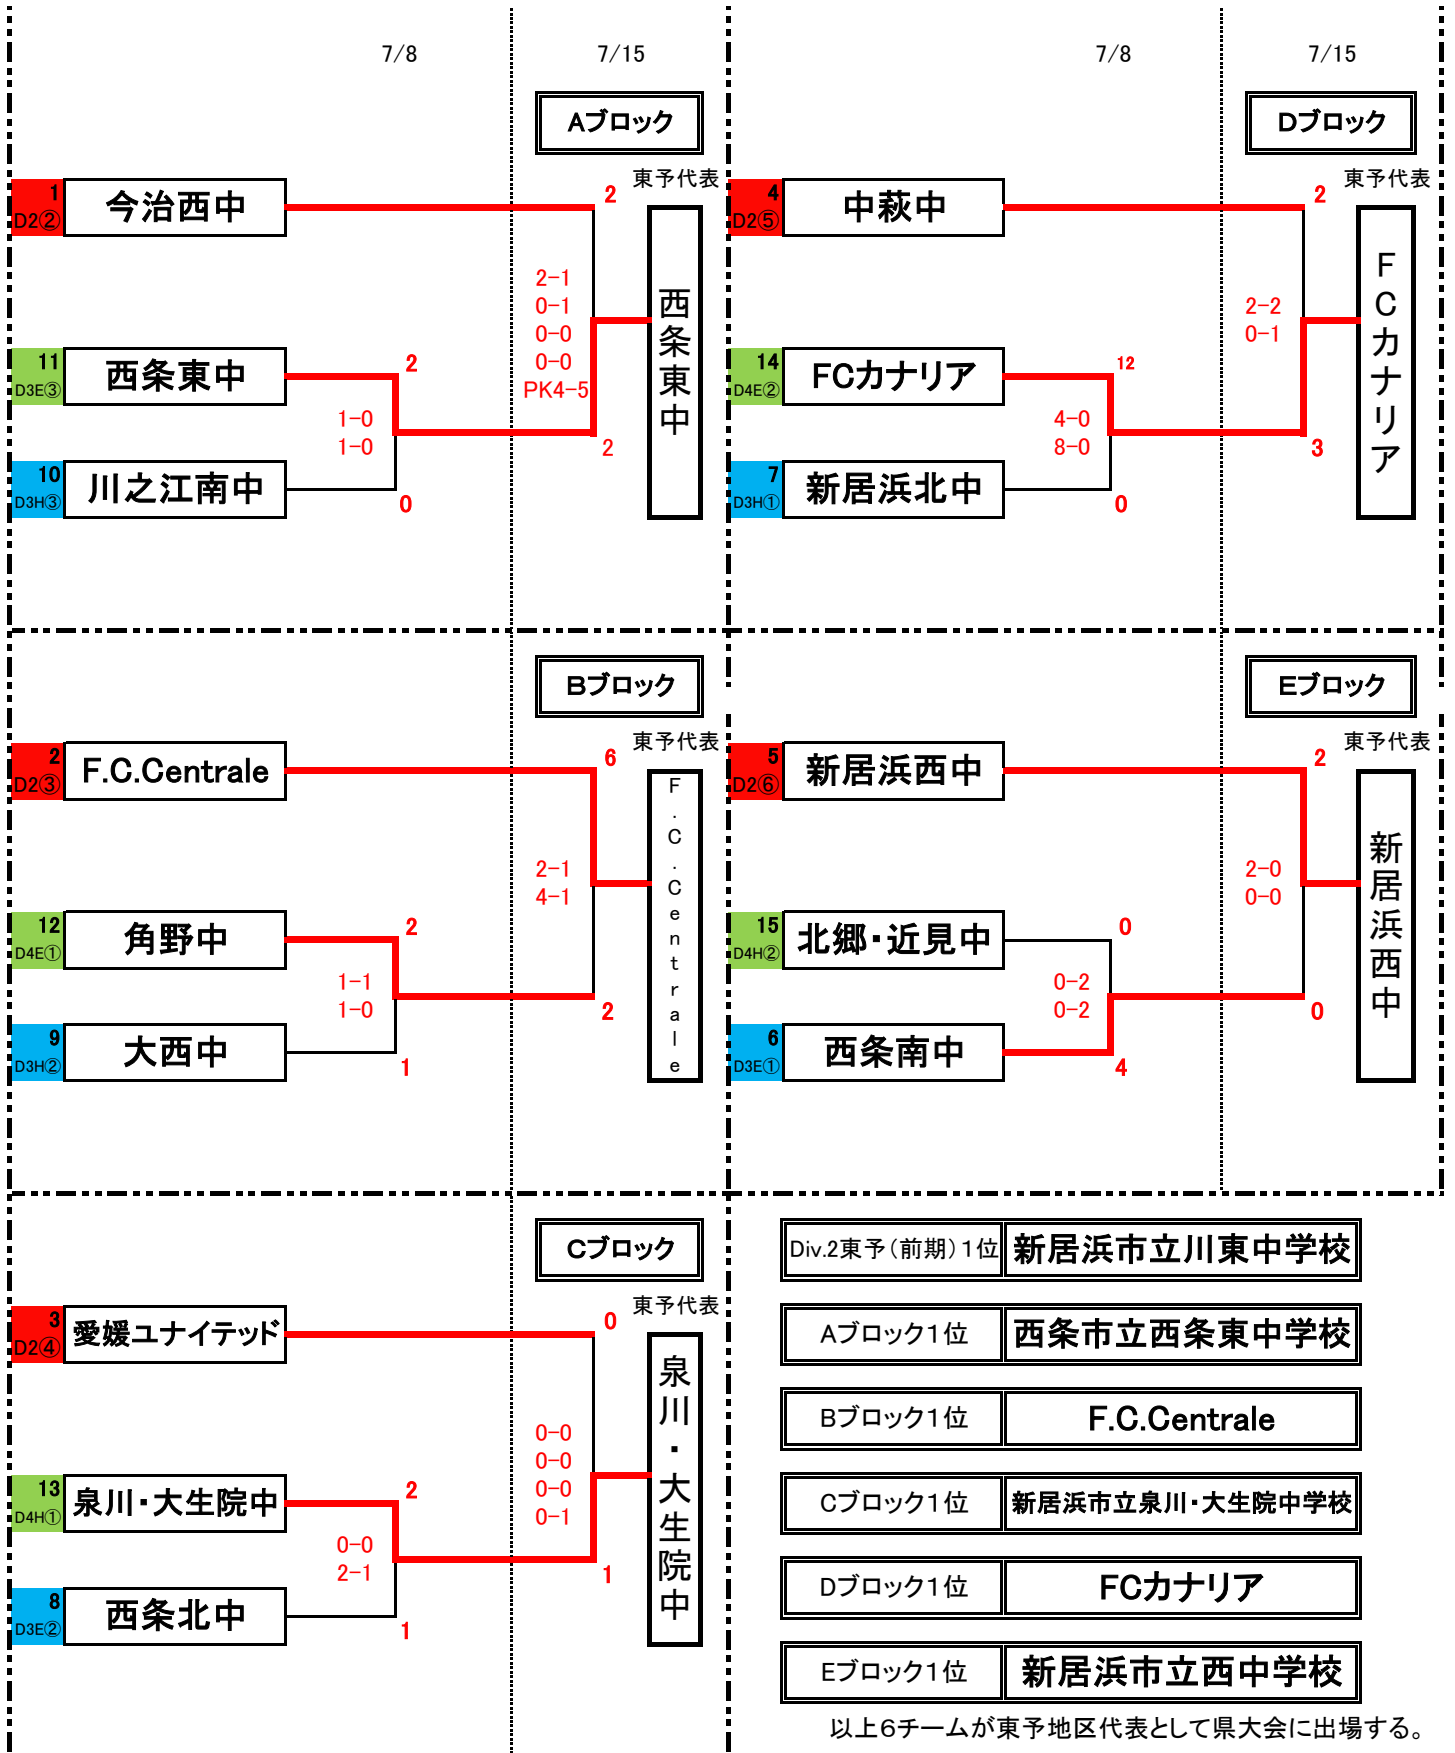 7/8
7/15
Aブロック
東予代表
1
D2②
今治西中
2
2-1
0-1
0-0
0-0
PK4-5
11
D3E③
西条東中
2
1-0
1-0
10
D3H③
川之江南中
0
2
西条東中
7/8
7/15
Dブロック
東予代表
4
D2⑤
中萩中
2
2-2
0-1
14
D4E②
FCカナリア
12
4-0
8-0
7
D3H①
新居浜北中
0
3
FCカナリア
Bブロック
東予代表
2
D2③
F.C.Centrale
6
2-1
4-1
12
D4E①
角野中
2
1-1
1-0
9
D3H②
大西中
1
2
F.C.Centrale
Eブロック
東予代表
5
D2⑥
新居浜西中
2
2-0
0-0
15
D4H②
北郷・近見中
0
0-2
0-2
6
D3E①
西条南中
4
0
新居浜西中
Cブロック
東予代表
3
D2④
愛媛ユナイテッド
0
0-0
0-0
0-0
0-1
13
D4H①
泉川・大生院中
2
0-0
2-1
8
D3E②
西条北中
1
1
泉川・大生院中
Div.2東予(前期)1位 新居浜市立川東中学校
Aブロック1位 西条市立西条東中学校
Bブロック1位 F.C.Centrale
Cブロック1位 新居浜市立泉川・大生院中学校
Dブロック1位 FCカナリア
Eブロック1位 新居浜市立西中学校
以上6チームが東予地区代表として県大会に出場する。